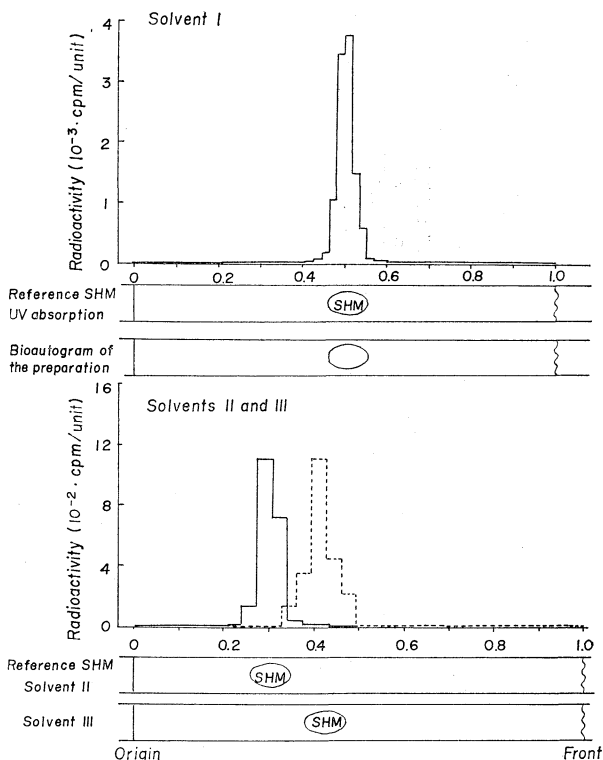 Solvent I
Radioactivity (10⁻³· cpm/unit)
4
3
2
1
0
0 0.2 0.4 0.6 0.8 1.0
Reference SHM
UV absorption
SHM
Bioautogram of
the preparation
Solvents II and III
Radioactivity (10⁻²· cpm/unit)
16
12
8
4
0
0 0.2 0.4 0.6 0.8 1.0
Reference SHM
Solvent II
SHM
Solvent III
SHM
Origin Front